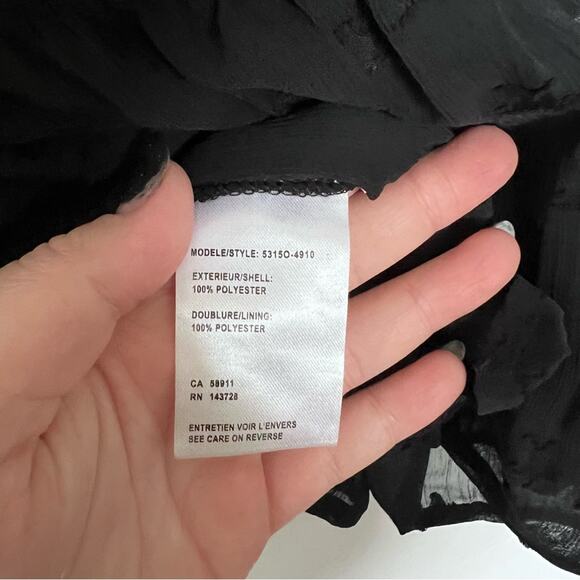 MODELE/STYLE: 5315O-4910
EXTERIEUR/SHELL:
100% POLYESTER
DOUBLURE/LINING:
100% POLYESTER
CA 58911
RN 143728
ENTRETIEN VOIR L'ENVERS
SEE CARE ON REVERSE